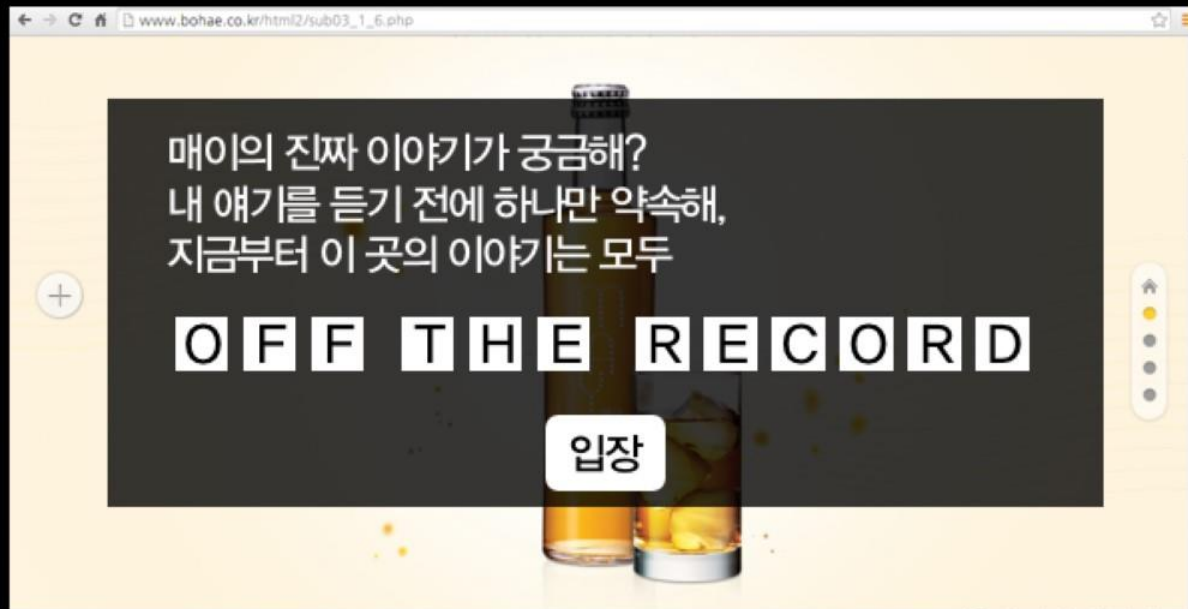 www.bohae.co.kr/html2/sub03_1_6.php
매이의 진짜 이야기가 궁금해?
내 얘기를 듣기 전에 하나만 약속해,
지금부터 이 곳의 이야기는 모두
OFF THE RECORD
입장